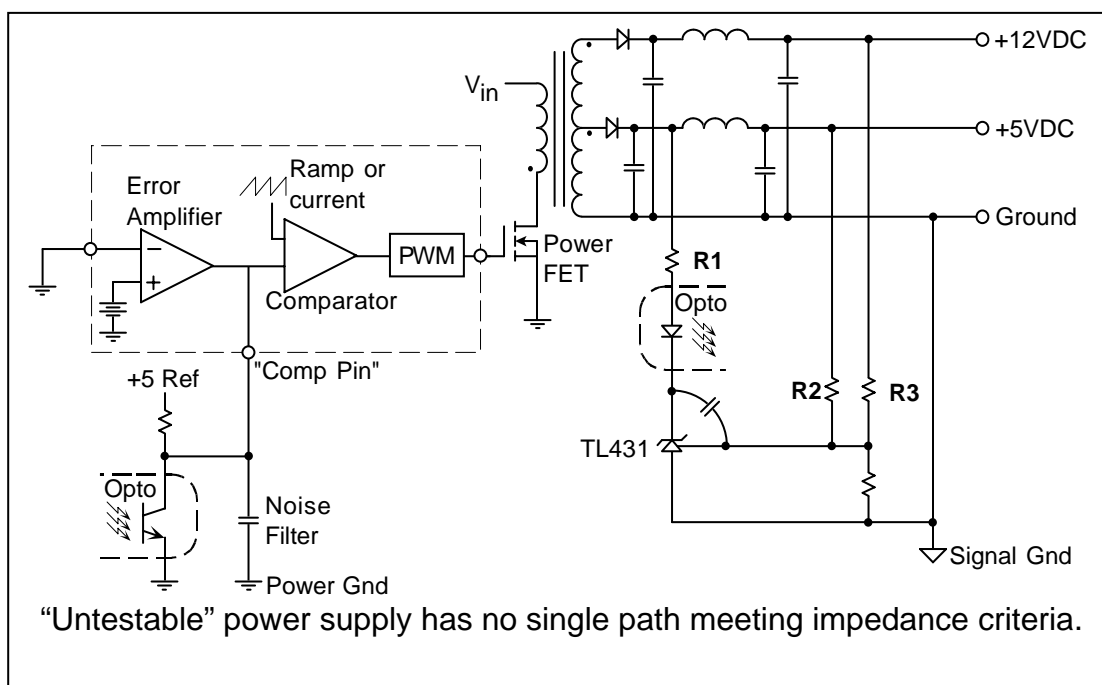 +12VDC
Vin
+5VDC
Error
Amplifier
Ramp or
current
Ground
−
+
PWM
Power
FET
Comparator
R1
Opto
"Comp Pin"
+5 Ref
R2
R3
TL431
Opto
Noise
Filter
Signal Gnd
Power Gnd
“Untestable” power supply has no single path meeting impedance criteria.